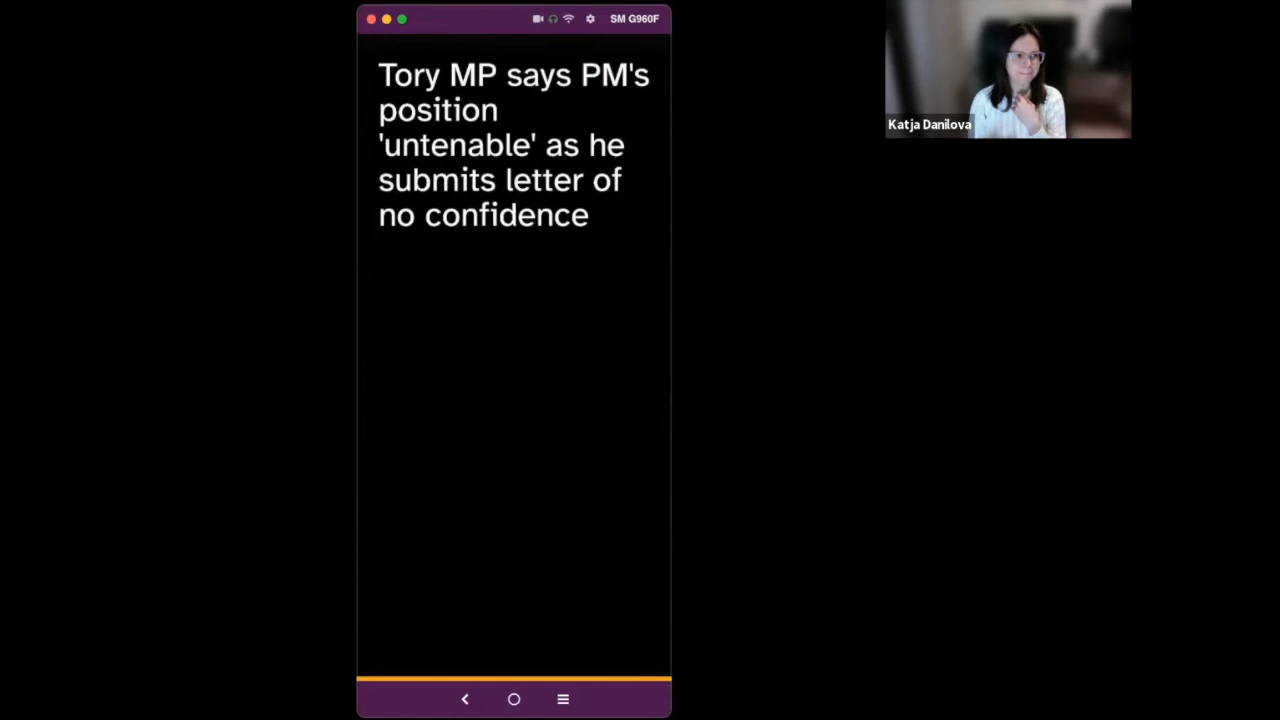 SM G960F
Tory MP says PM's
position
'untenable' as he
submits letter of
no confidence
Katja Danilova